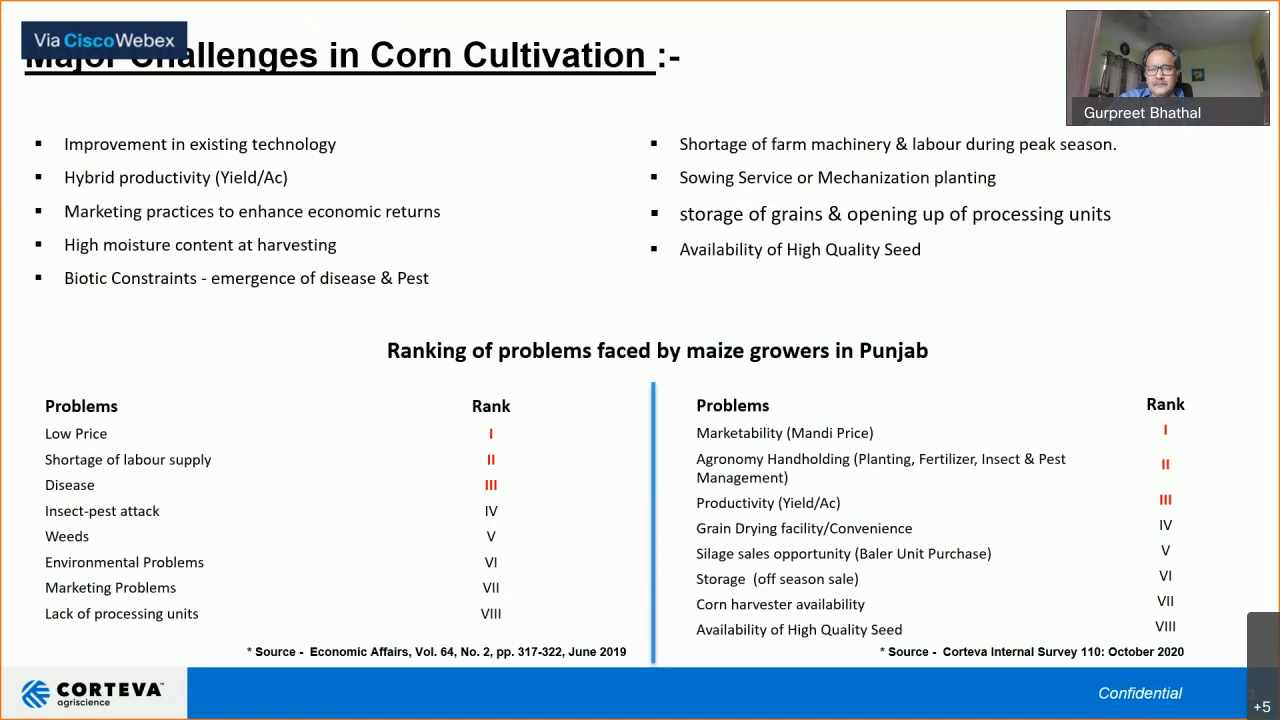 Via CiscoWebex
Major Challenges in Corn Cultivation :-
Gurpreet Bhathal
▪ Improvement in existing technology
▪ Hybrid productivity (Yield/Ac)
▪ Marketing practices to enhance economic returns
▪ High moisture content at harvesting
▪ Biotic Constraints - emergence of disease & Pest
▪ Shortage of farm machinery & labour during peak season.
▪ Sowing Service or Mechanization planting
▪ storage of grains & opening up of processing units
▪ Availability of High Quality Seed
Ranking of problems faced by maize growers in Punjab
Problems Rank
Low Price I
Shortage of labour supply II
Disease III
Insect-pest attack IV
Weeds V
Environmental Problems VI
Marketing Problems VII
Lack of processing units VIII
* Source - Economic Affairs, Vol. 64, No. 2, pp. 317-322, June 2019
Problems Rank
Marketability (Mandi Price) I
Agronomy Handholding (Planting, Fertilizer, Insect & Pest II
Management)
Productivity (Yield/Ac) III
Grain Drying facility/Convenience IV
Silage sales opportunity (Baler Unit Purchase) V
Storage (off season sale) VI
Corn harvester availability VII
Availability of High Quality Seed VIII
* Source - Corteva Internal Survey 110: October 2020
CORTEVA™
agriscience
Confidential
3
+5